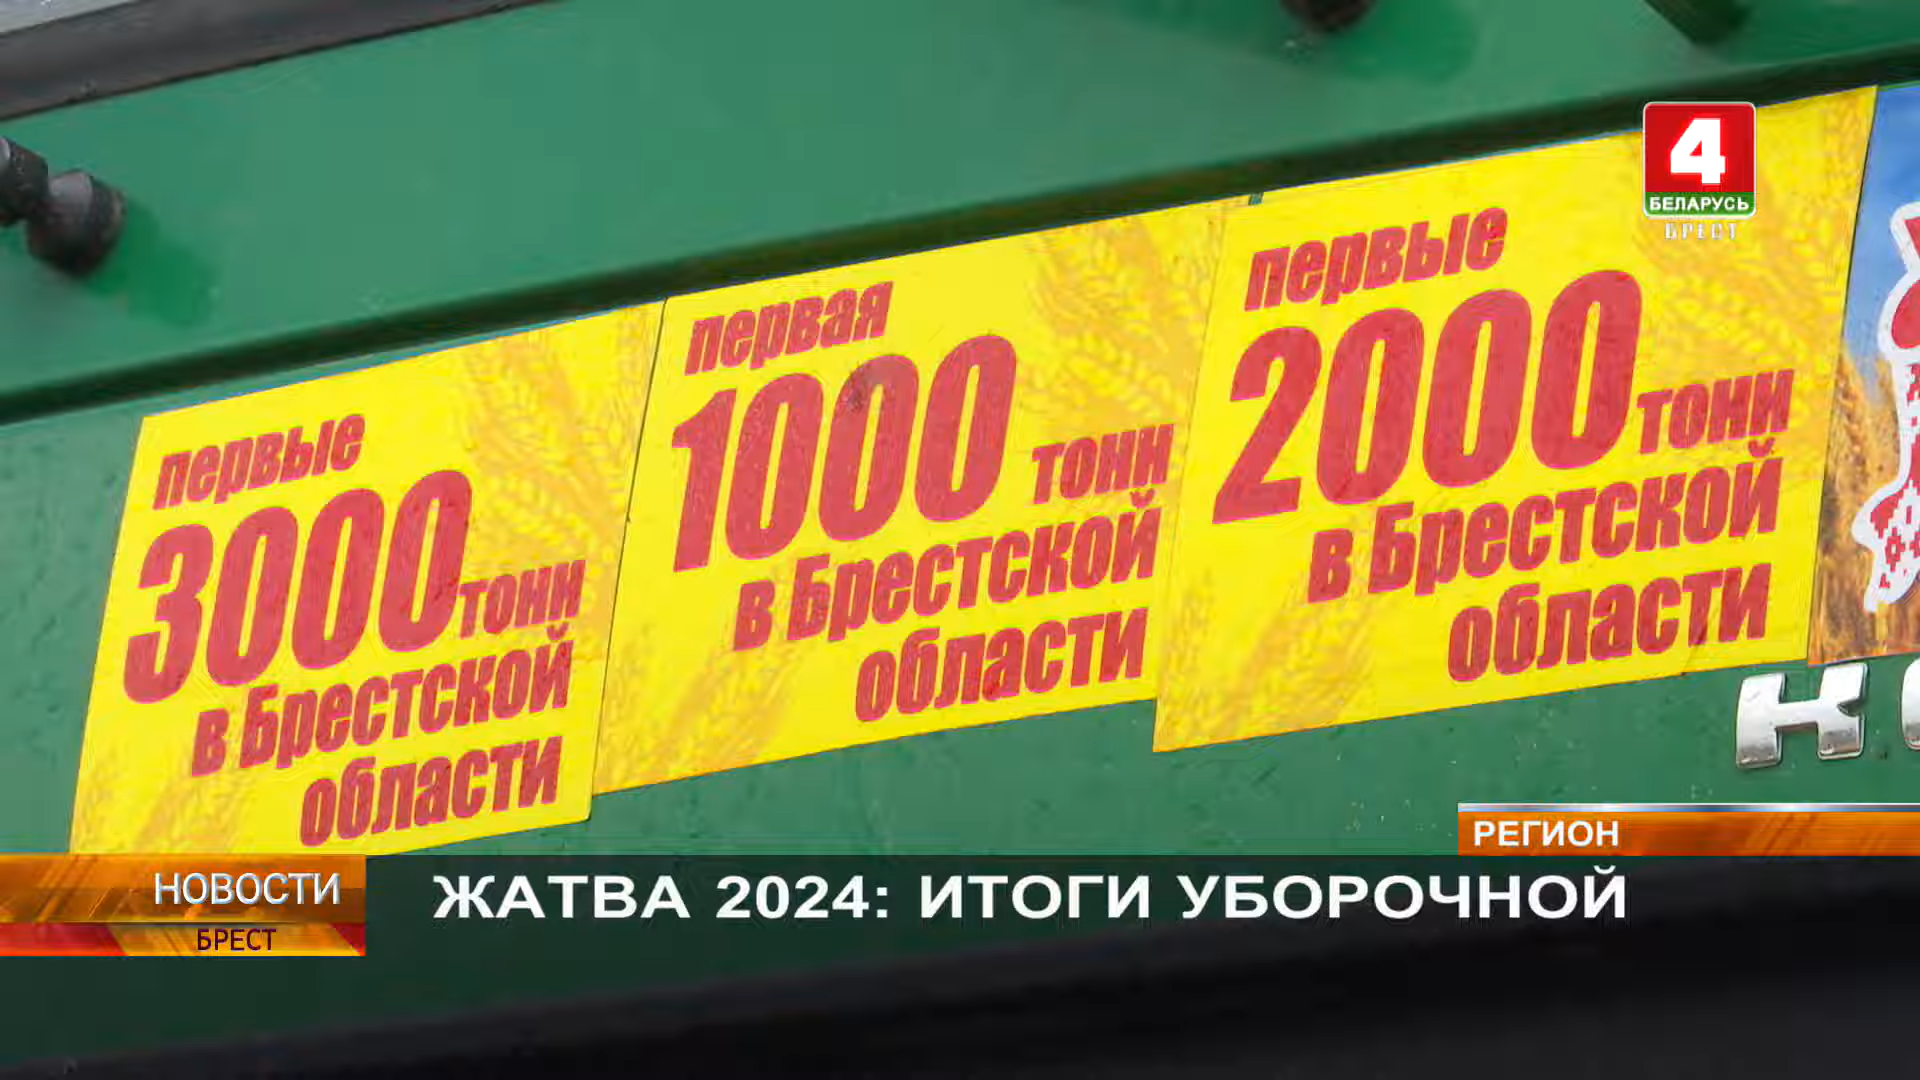 4
БЕЛАРУСЬ
БРЕСТ
первые
3000 тонн
в Брестской
области
первая
1000 тонн
в Брестской
области
первые
2000 тонн
в Брестской
области
РЕГИОН
НОВОСТИ
БРЕСТ
ЖАТВА 2024: ИТОГИ УБОРОЧНОЙ